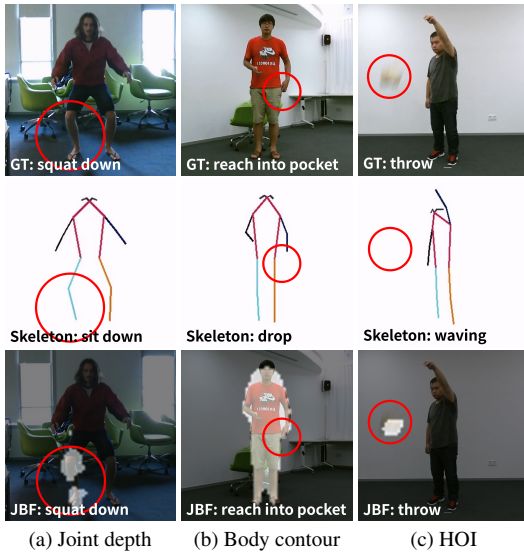 GT: squat down
GT: reach into pocket
GT: throw
Skeleton: sit down
Skeleton: drop
Skeleton: waving
JBF: squat down
JBF: reach into pocket
JBF: throw
(a) Joint depth
(b) Body contour
(c) HOI